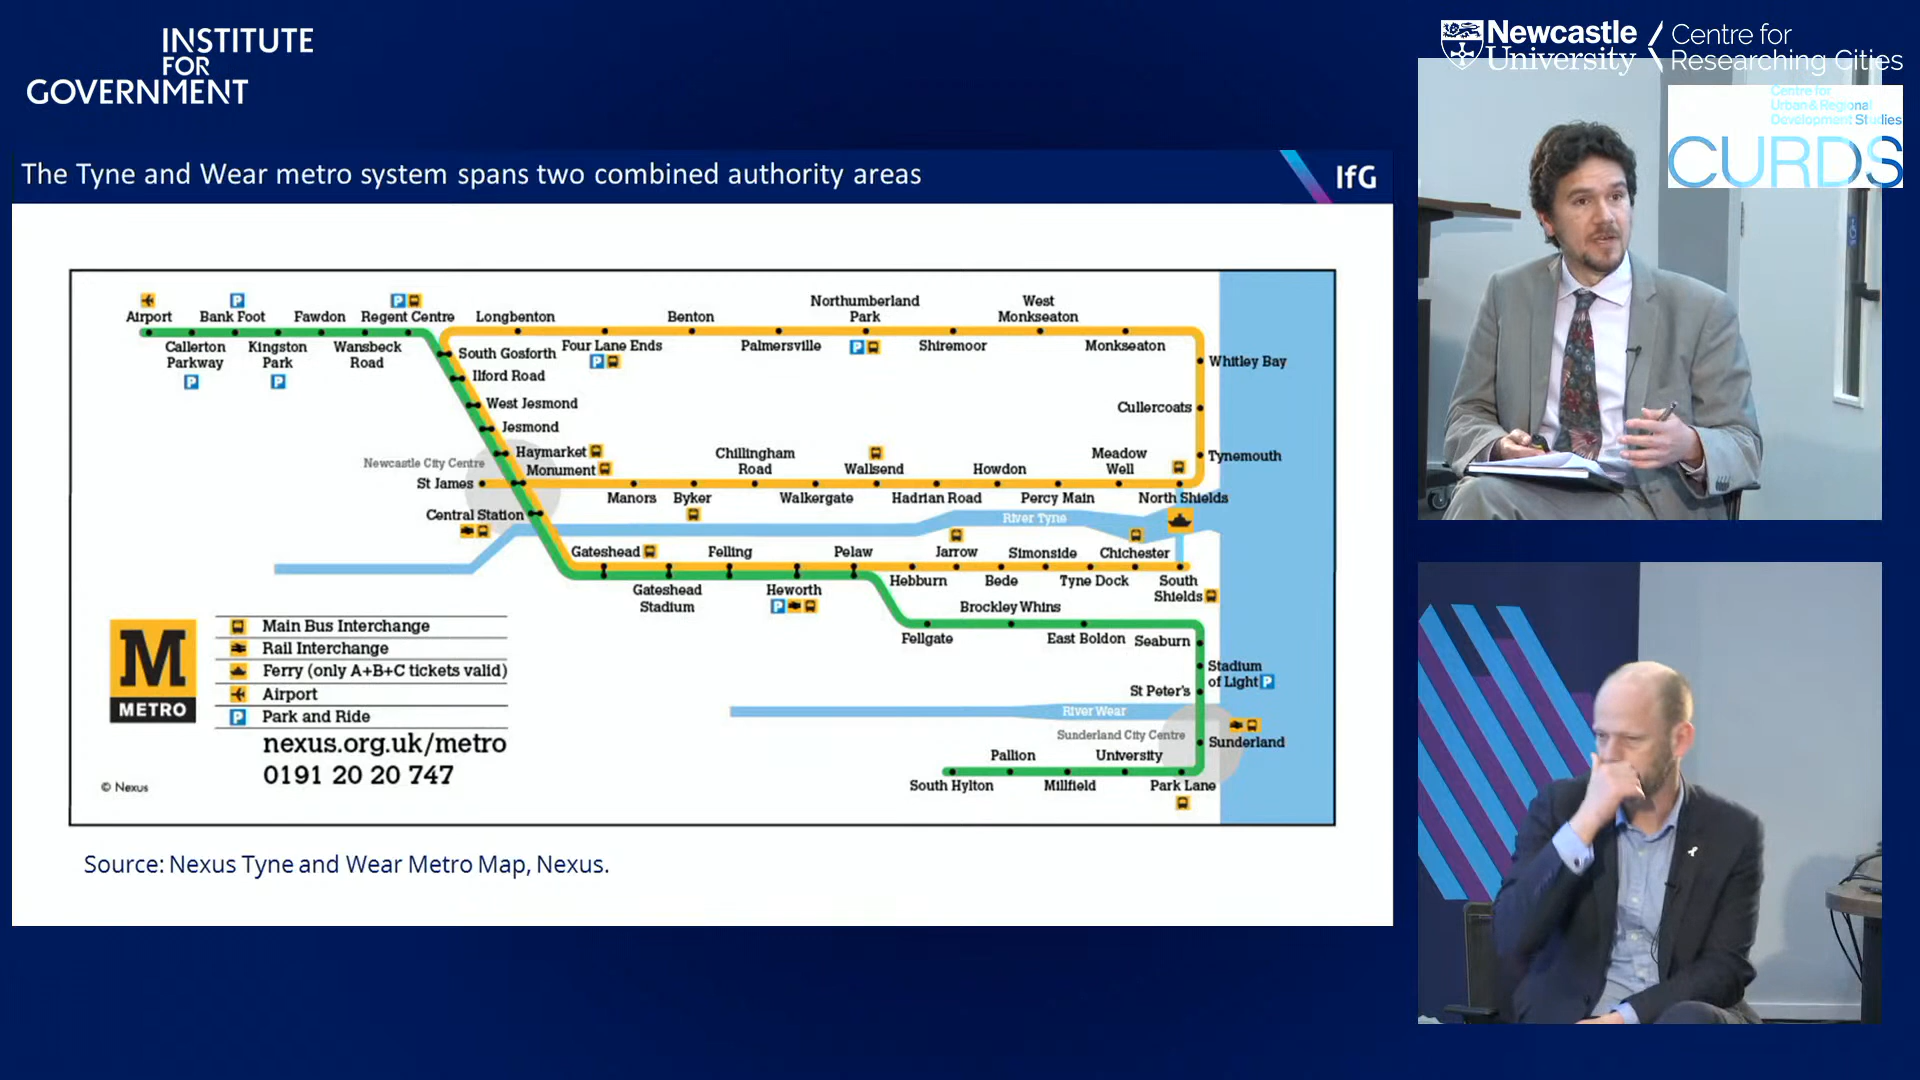 INSTITUTE
FOR
GOVERNMENT
Newcastle
University
Centre for
Researching Cities
Centre for
Urban & Regional
Development Studies
CURDS
The Tyne and Wear metro system spans two combined authority areas
IfG
Airport
Callerton
Parkway
Bank Foot
Kingston
Park
Fawdon
Wansbeck
Road
Regent Centre
Longbenton
Four Lane Ends
Benton
Palmersville
Northumberland
Park
Shiremoor
West
Monkseaton
Monkseaton
Whitley Bay
Cullercoats
Tynemouth
South Gosforth
Ilford Road
West Jesmond
Jesmond
Haymarket
Newcastle City Centre
Monument
St James
Manors
Byker
Chillingham
Road
Walkergate
Wallsend
Hadrian Road
Howdon
Percy Main
Meadow
Well
North Shields
Central Station
River Tyne
Gateshead
Gateshead
Stadium
Felling
Heworth
Pelaw
Hebburn
Jarrow
Bede
Simonside
Tyne Dock
Chichester
South
Shields
Fellgate
Brockley Whins
East Boldon
Seaburn
Stadium
of Light
St Peter's
River Wear
Sunderland City Centre
Sunderland
South Hylton
Pallion
Millfield
University
Park Lane
M
METRO
Main Bus Interchange
Rail Interchange
Ferry (only A+B+C tickets valid)
Airport
P Park and Ride
nexus.org.uk/metro
0191 20 20 747
© Nexus
Source: Nexus Tyne and Wear Metro Map, Nexus.